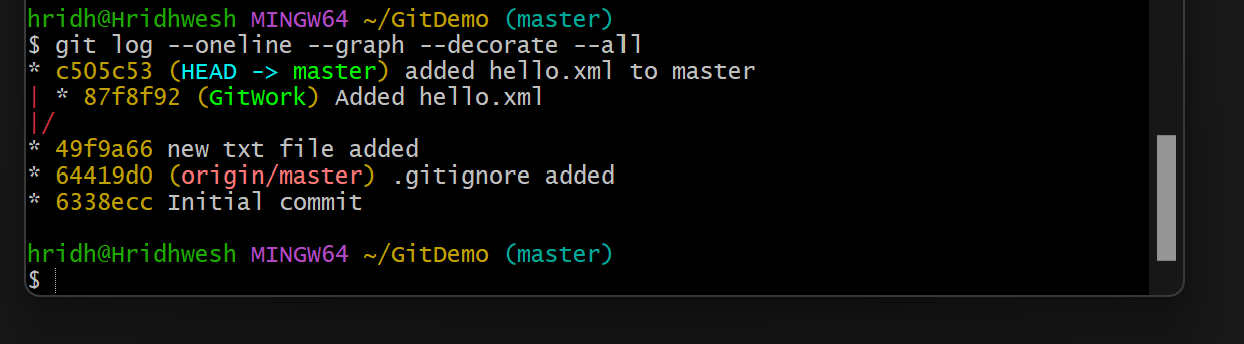 hridh@Hridhwesh MINGW64 ~/GitDemo (master)
$ git log --oneline --graph --decorate --all
* c505c53 (HEAD -> master) added hello.xml to master
| * 87f8f92 (GitWork) Added hello.xml
|/
* 49f9a66 new txt file added
* 64419d0 (origin/master) .gitignore added
* 6338ecc Initial commit
hridh@Hridhwesh MINGW64 ~/GitDemo (master)
$